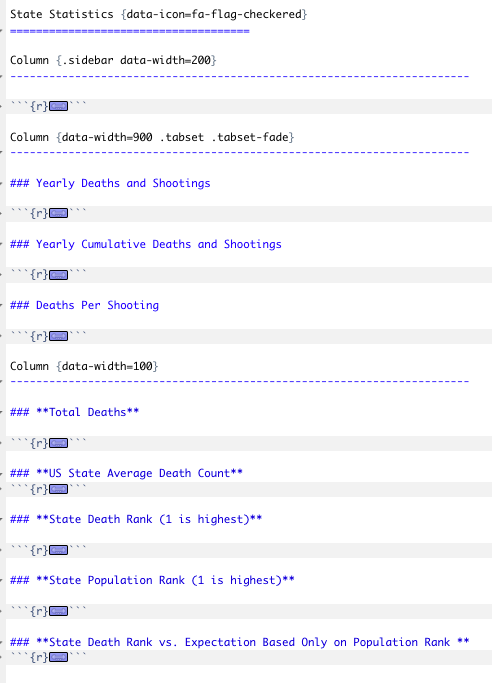 State Statistics {data-icon=fa-flag-checkered}
=====================================
Column {.sidebar data-width=200}
-----------------------------------------------------------------------
```{r}```
Column {data-width=900 .tabset .tabset-fade}
-----------------------------------------------------------------------
### Yearly Deaths and Shootings
```{r}```
### Yearly Cumulative Deaths and Shootings
```{r}```
### Deaths Per Shooting
```{r}```
Column {data-width=100}
-----------------------------------------------------------------------
### **Total Deaths**
```{r}```
### **US State Average Death Count**
```{r}```
### **State Death Rank (1 is highest)**
```{r}```
### **State Population Rank (1 is highest)**
```{r}```
### **State Death Rank vs. Expectation Based Only on Population Rank **
```{r}```